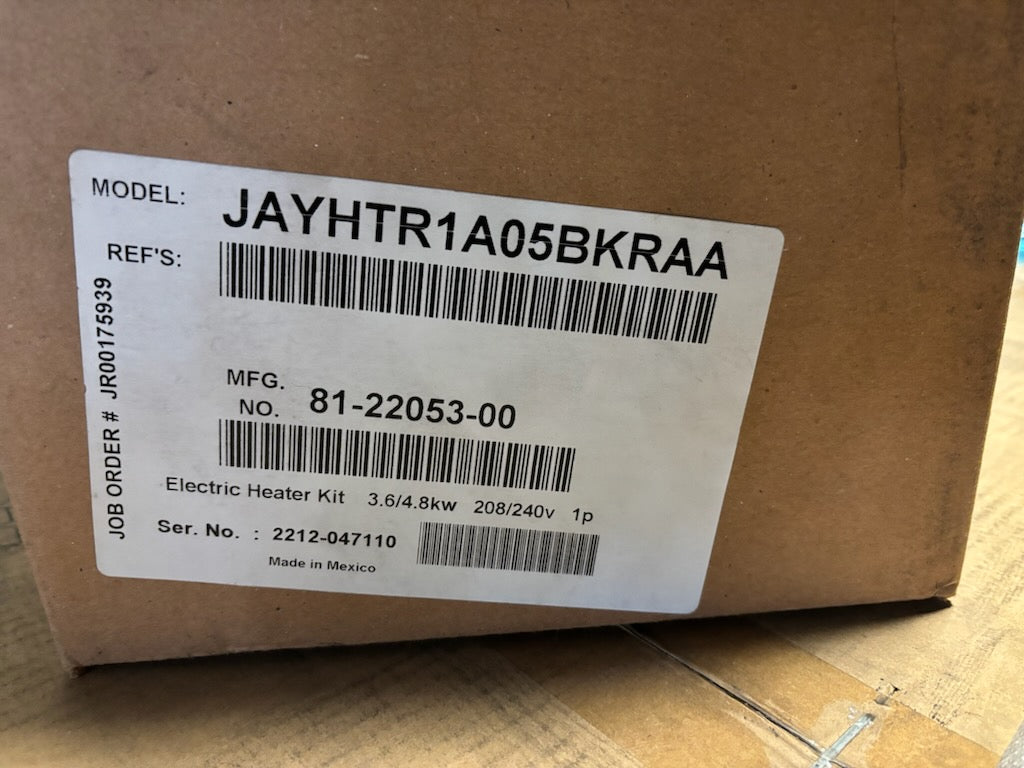 MODEL: JAYHTR1A05BKRAA
REF'S:
JOB ORDER # JR00175939
MFG.
NO. 81-22053-00
Electric Heater Kit 3.6/4.8kw 208/240v 1p
Ser. No. : 2212-047110
Made in Mexico